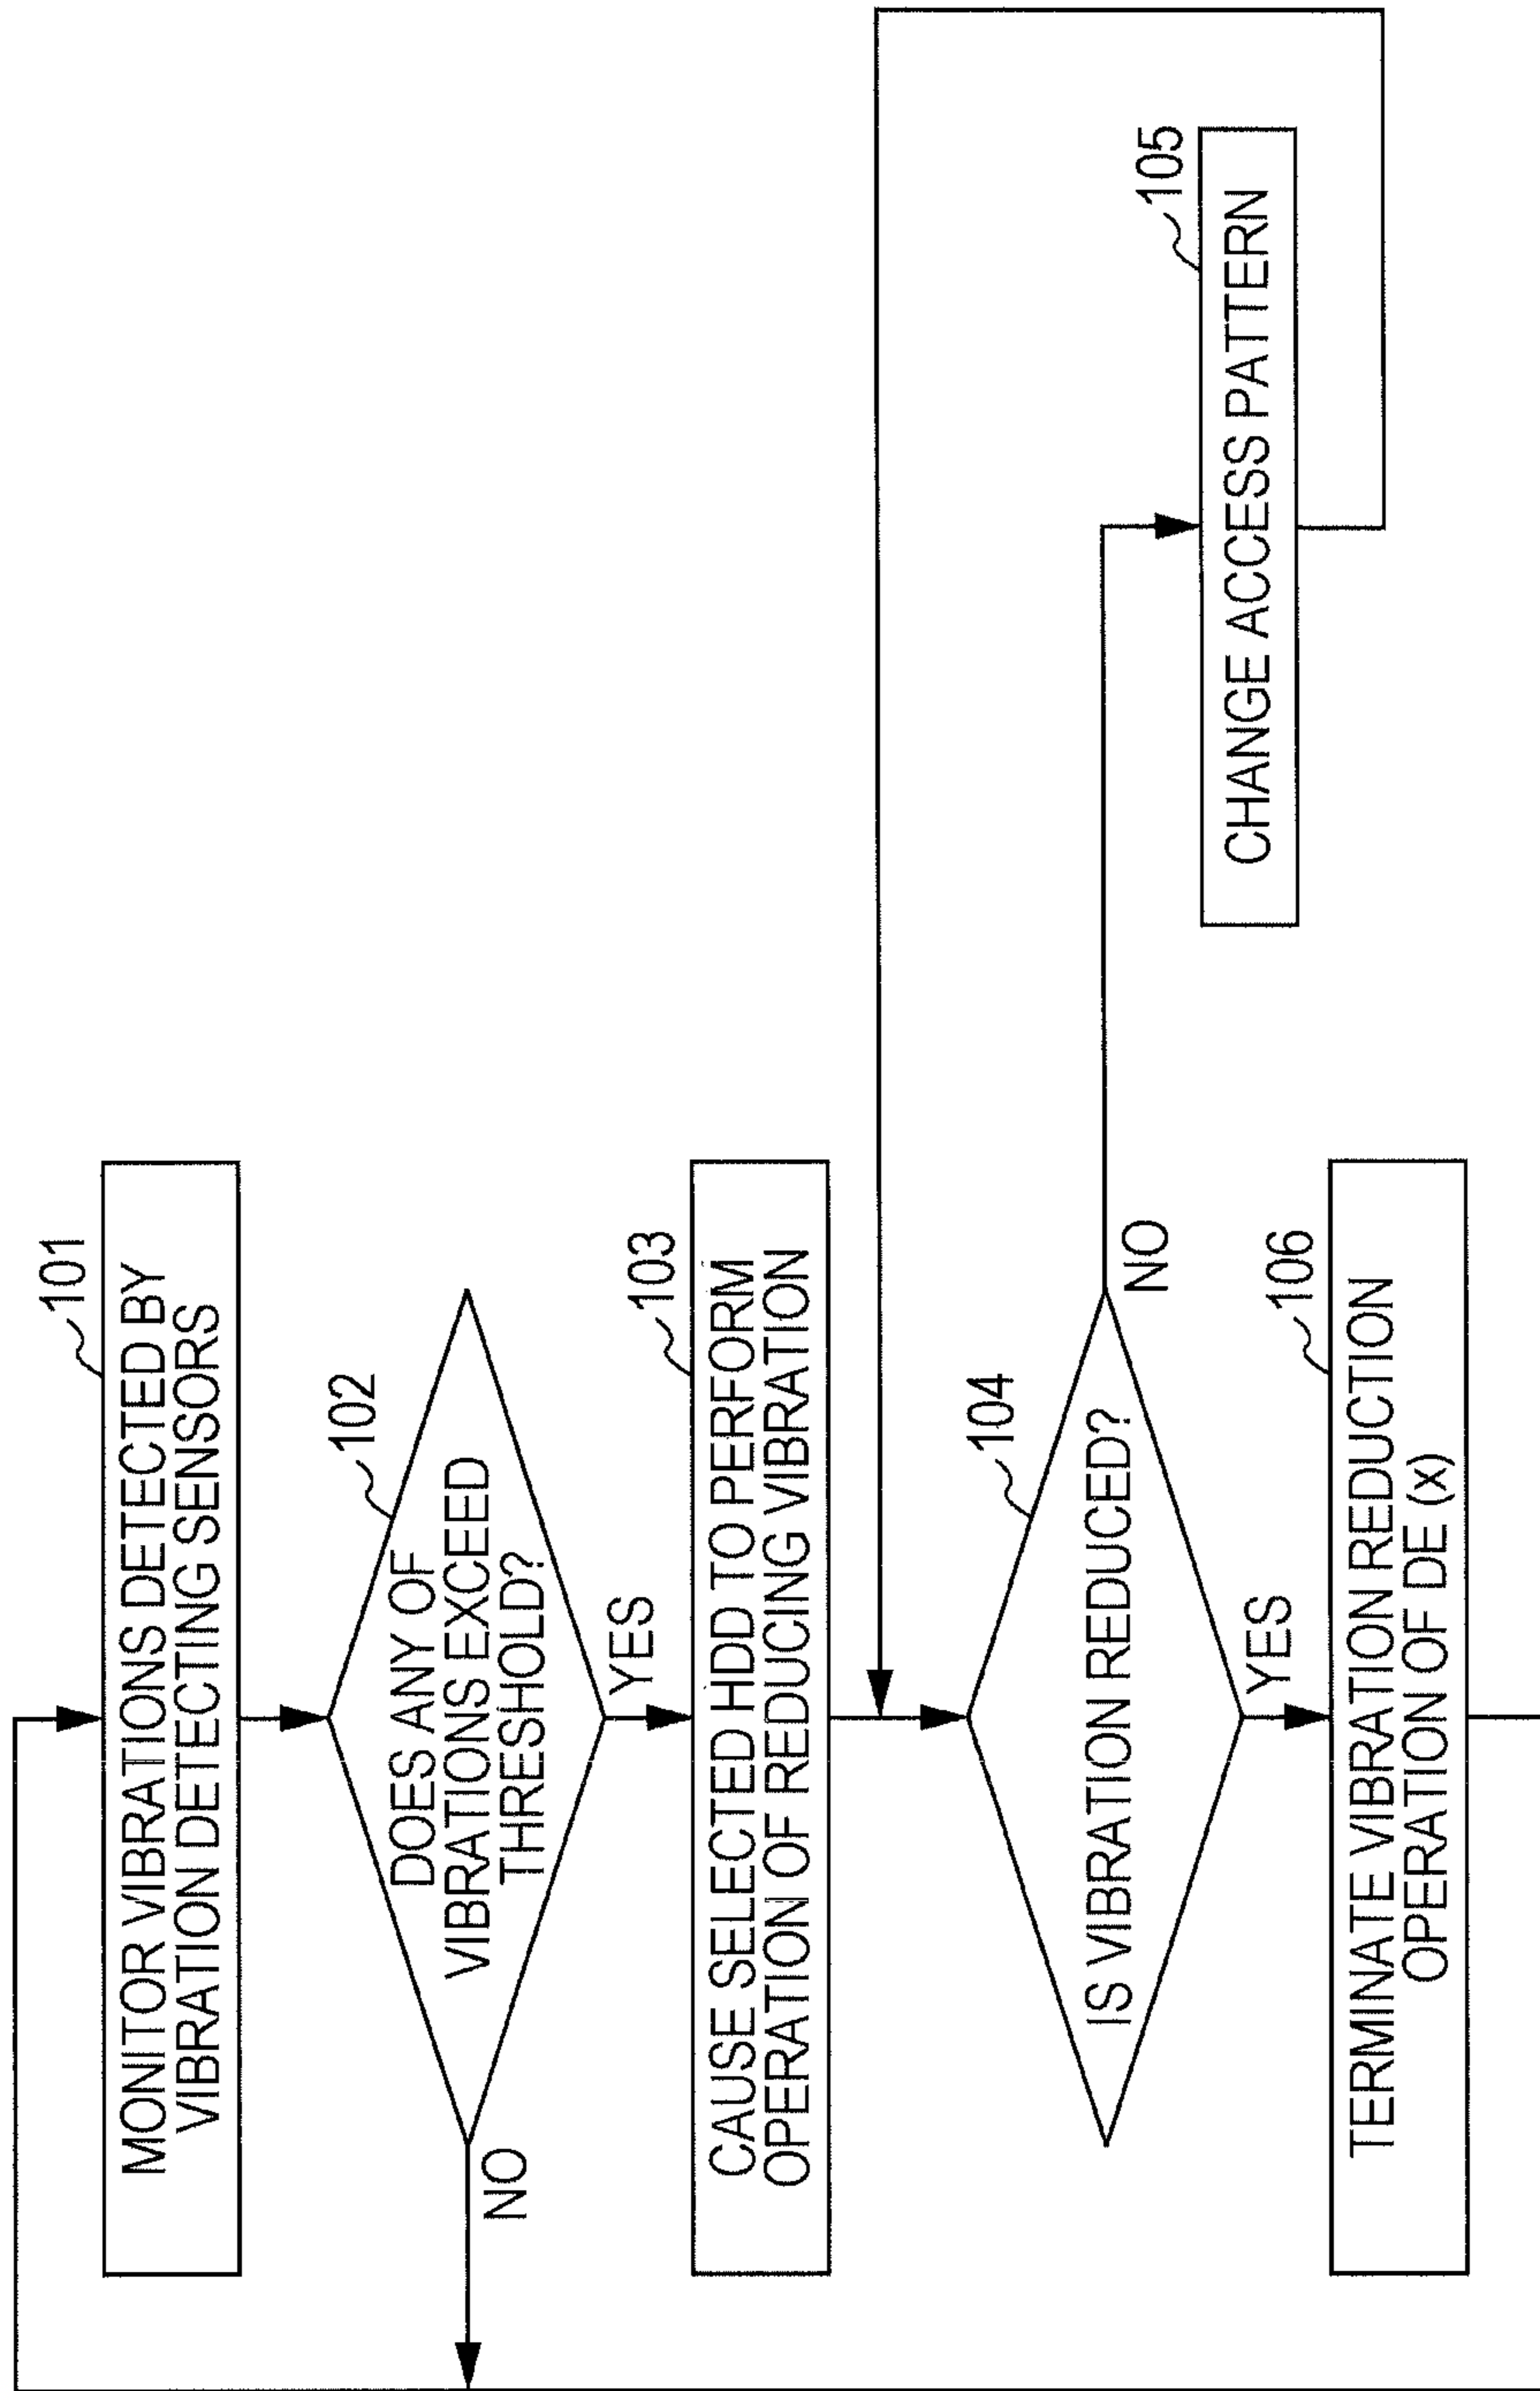 101
MONITOR VIBRATIONS DETECTED BY
VIBRATION DETECTING SENSORS
102
DOES ANY OF
VIBRATIONS EXCEED
THRESHOLD?
NO
YES
103
CAUSE SELECTED HDD TO PERFORM
OPERATION OF REDUCING VIBRATION
104
IS VIBRATION REDUCED?
NO
YES
105
CHANGE ACCESS PATTERN
106
TERMINATE VIBRATION REDUCTION
OPERATION OF DE (x)